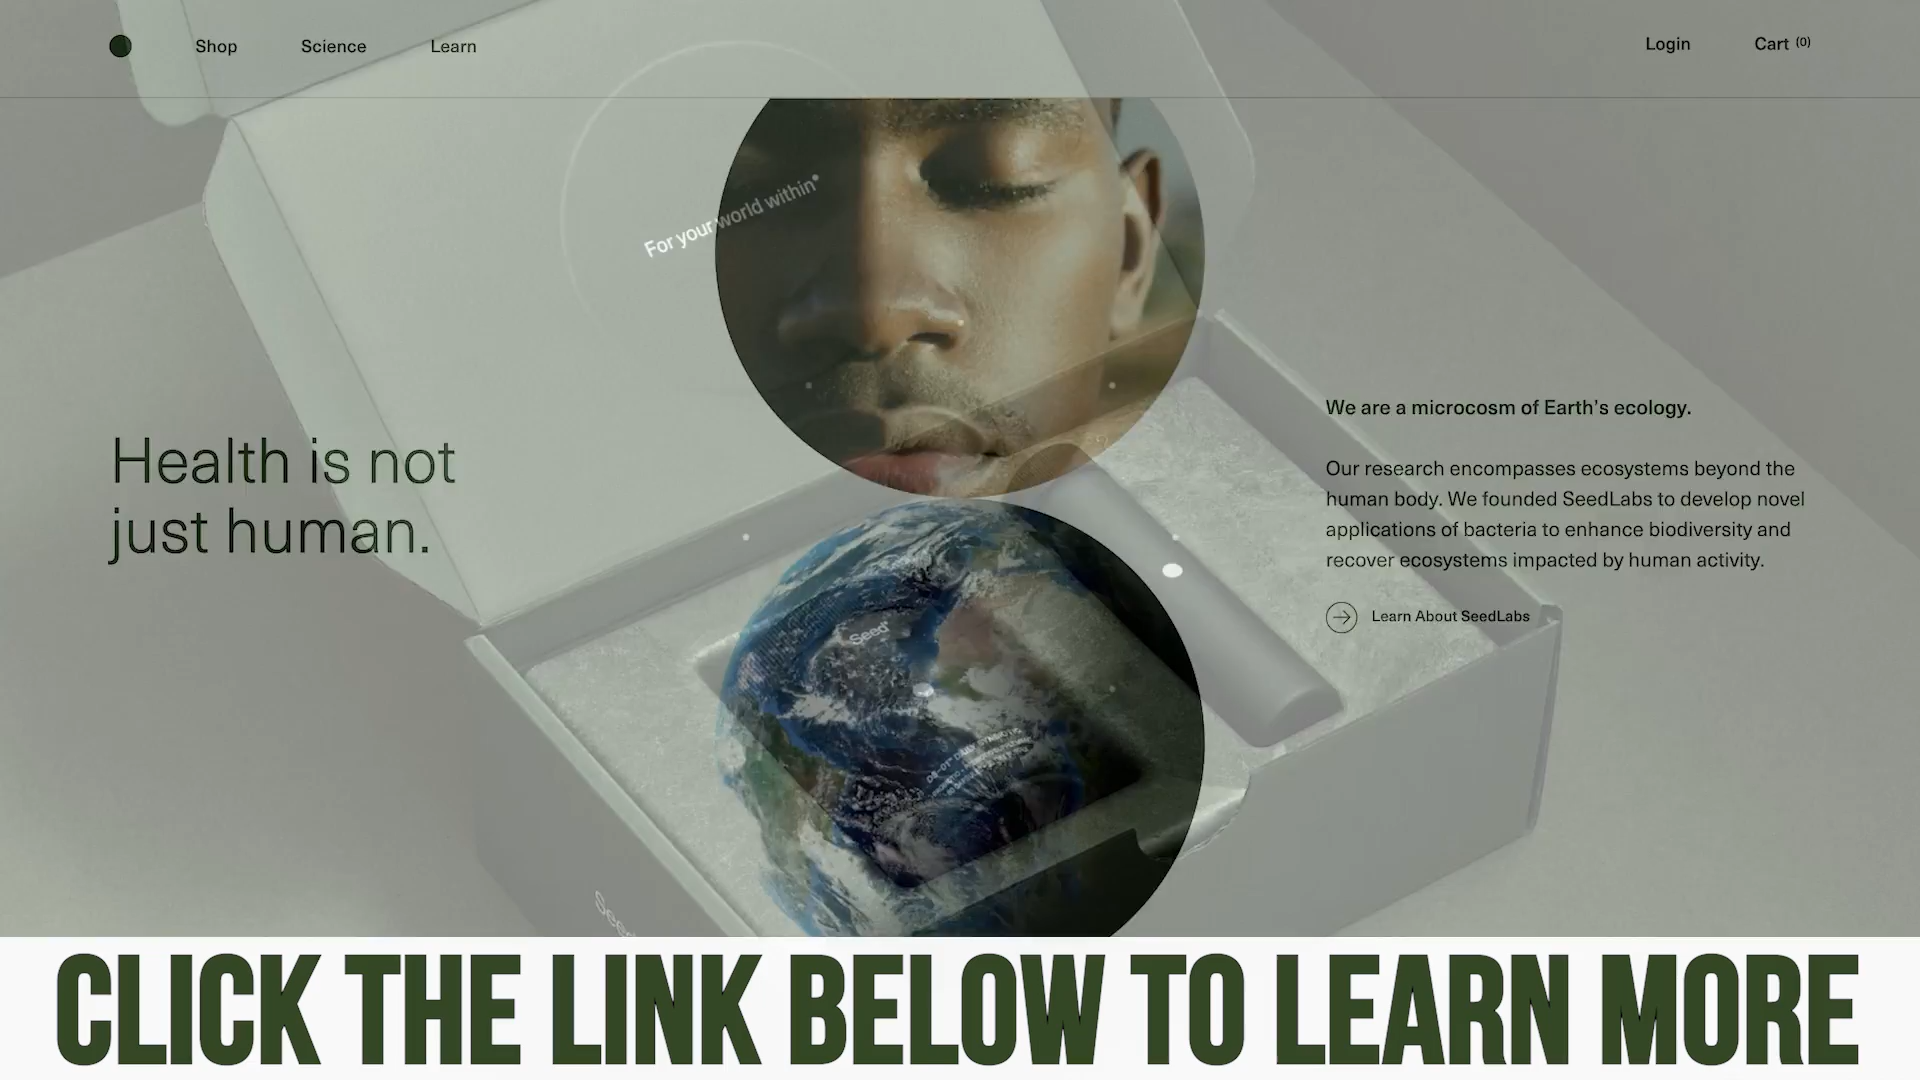 Shop
Science
Learn
Login
Cart (0)
For your world within*
Health is not
just human.
We are a microcosm of Earth's ecology.
Our research encompasses ecosystems beyond the
human body. We founded SeedLabs to develop novel
applications of bacteria to enhance biodiversity and
recover ecosystems impacted by human activity.
Learn About SeedLabs
Seed
CLICK THE LINK BELOW TO LEARN MORE